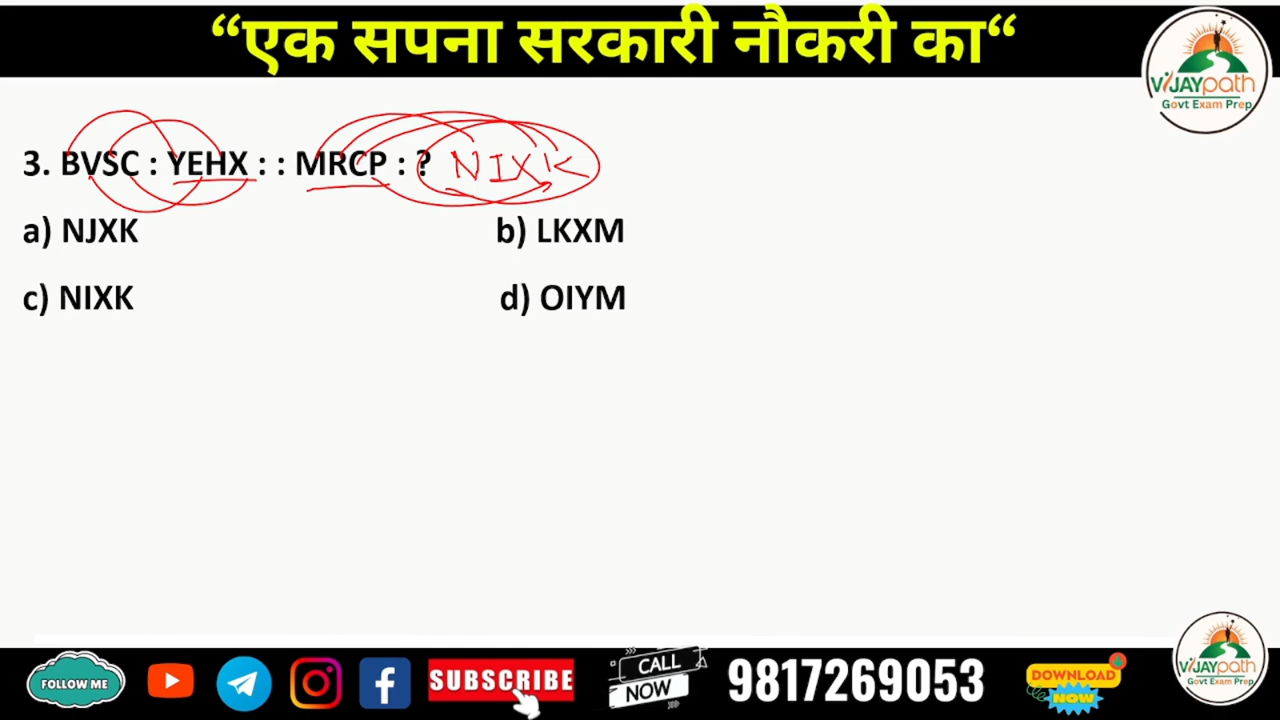 “एक सपना सरकारी नौकरी का“
ViJAYpath
Govt Exam Prep
3. BVSC : YEHX : : MRCP : ? NIXK
a) NJXK b) LKXM
c) NIXK d) OIYM
FOLLOW ME
SUBSCRIBE
CALL NOW
9817269053
DOWNLOAD NOW
ViJAYpath
Govt Exam Prep